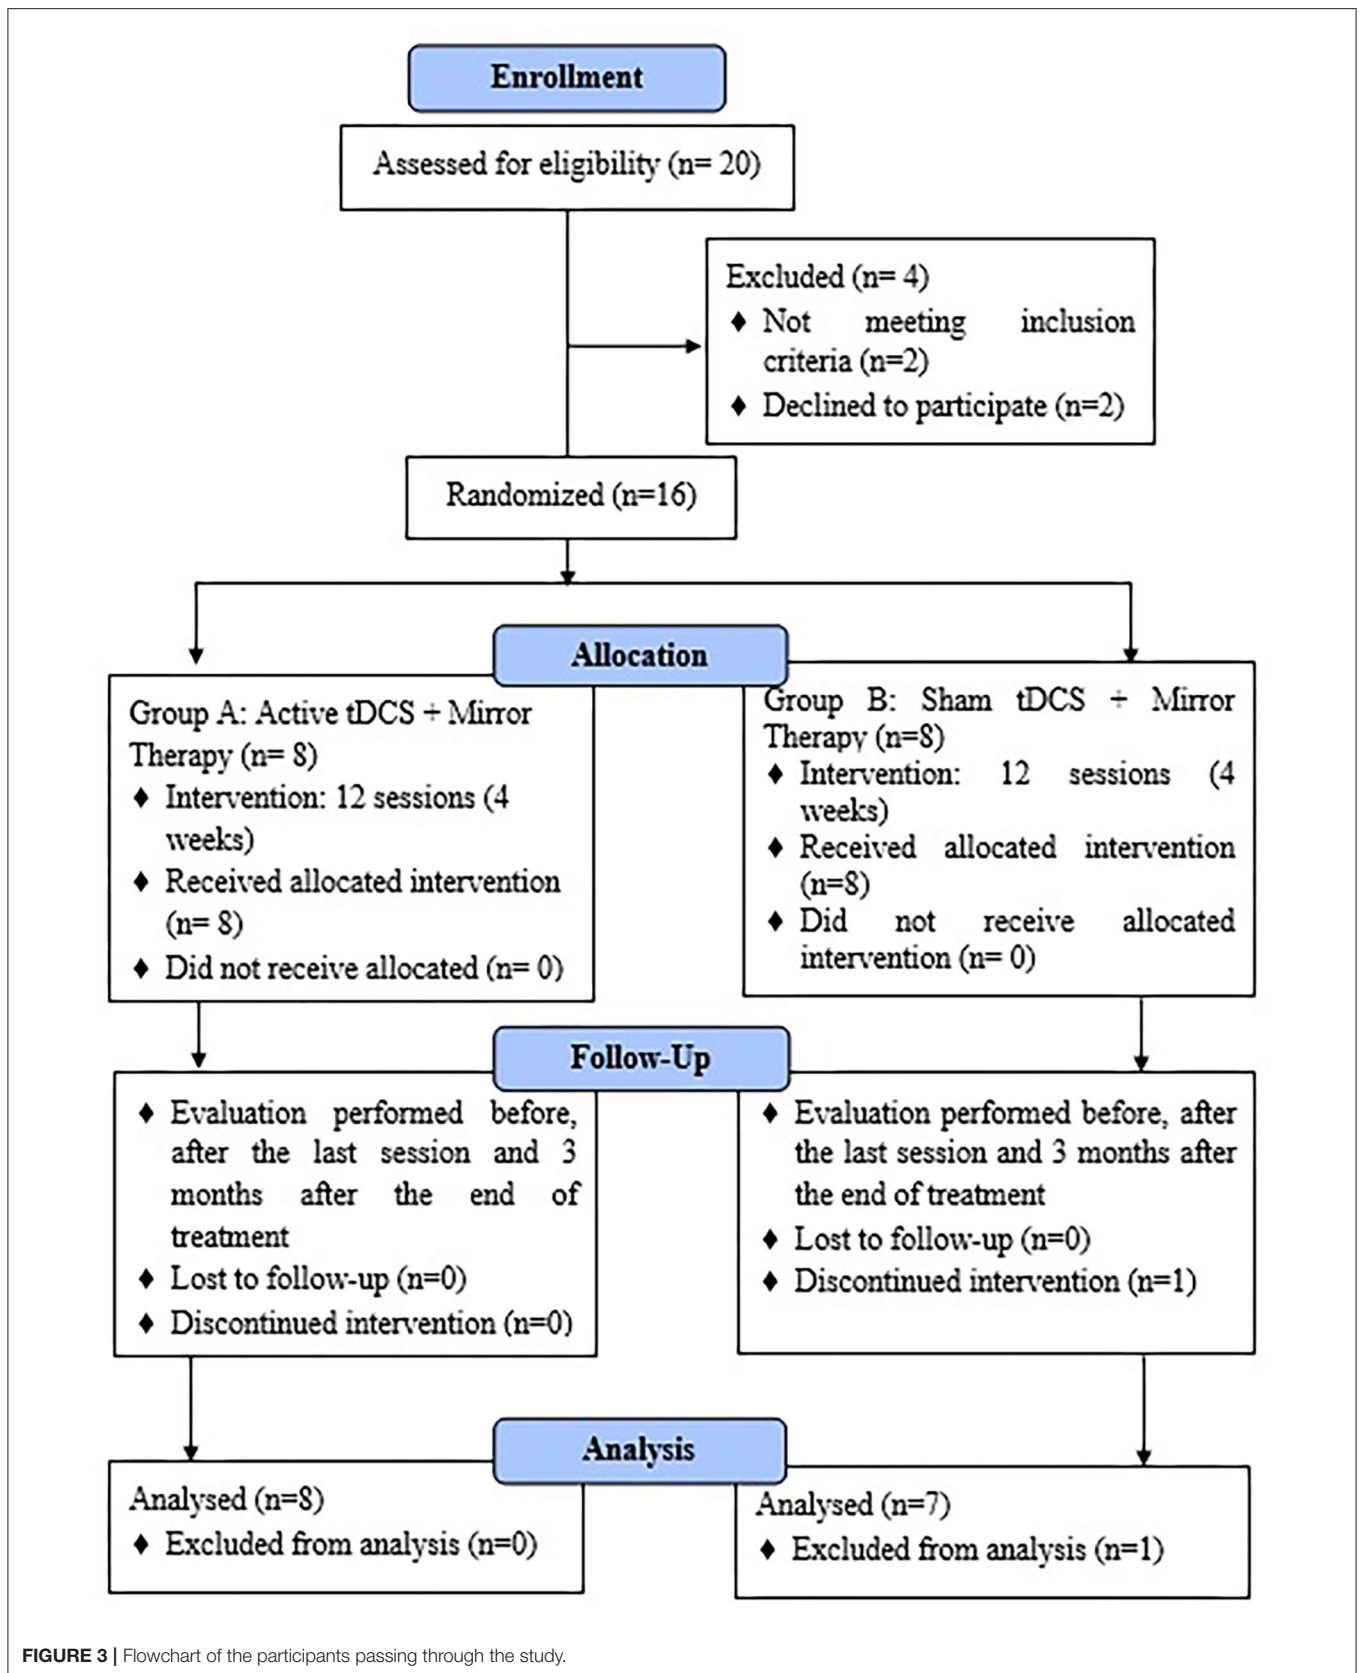 Enrollment
Assessed for eligibility (n= 20)
Excluded (n= 4)
♦ Not meeting inclusion
criteria (n=2)
♦ Declined to participate (n=2)
Randomized (n=16)
Allocation
Group A: Active tDCS + Mirror
Therapy (n= 8)
♦ Intervention: 12 sessions (4
weeks)
♦ Received allocated intervention
(n= 8)
♦ Did not receive allocated (n= 0)
Group B: Sham tDCS + Mirror
Therapy (n=8)
♦ Intervention: 12 sessions (4
weeks)
♦ Received allocated intervention
(n=8)
♦ Did not receive allocated
intervention (n= 0)
Follow-Up
♦ Evaluation performed before,
after the last session and 3
months after the end of
treatment
♦ Lost to follow-up (n=0)
♦ Discontinued intervention (n=0)
♦ Evaluation performed before, after
the last session and 3 months after
the end of treatment
♦ Lost to follow-up (n=0)
♦ Discontinued intervention (n=1)
Analysis
Analysed (n=8)
♦ Excluded from analysis (n=0)
Analysed (n=7)
♦ Excluded from analysis (n=1)
FIGURE 3 | Flowchart of the participants passing through the study.